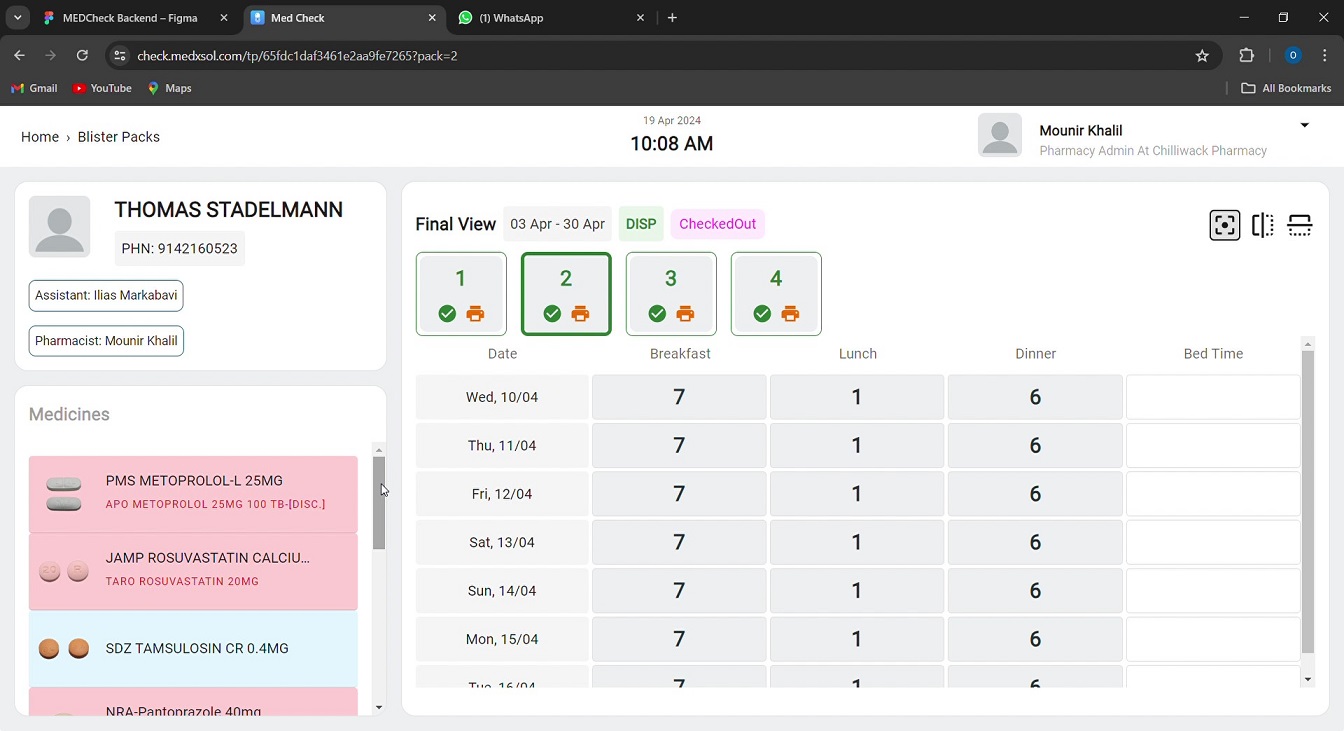 MEDCheck Backend – Figma
Med Check
(1) WhatsApp
check.medxsol.com/tp/65fdc1daf3461e2aa9fe7265?pack=2
O
Gmail
YouTube
Maps
All Bookmarks
Home › Blister Packs
19 Apr 2024
10:08 AM
Mounir Khalil
Pharmacy Admin At Chilliwack Pharmacy
THOMAS STADELMANN
PHN: 9142160523
Assistant: Ilias Markabavi
Pharmacist: Mounir Khalil
Medicines
PMS METOPROLOL-L 25MG
APO METOPROLOL 25MG 100 TB-[DISC.]
JAMP ROSUVASTATIN CALCIU...
TARO ROSUVASTATIN 20MG
SDZ TAMSULOSIN CR 0.4MG
NRA-Pantoprazole 40mg
Final View 03 Apr - 30 Apr DISP CheckedOut
1 2 3 4
Date Breakfast Lunch Dinner Bed Time
Wed, 10/04 7 1 6
Thu, 11/04 7 1 6
Fri, 12/04 7 1 6
Sat, 13/04 7 1 6
Sun, 14/04 7 1 6
Mon, 15/04 7 1 6
Tue, 16/04 7 1 6